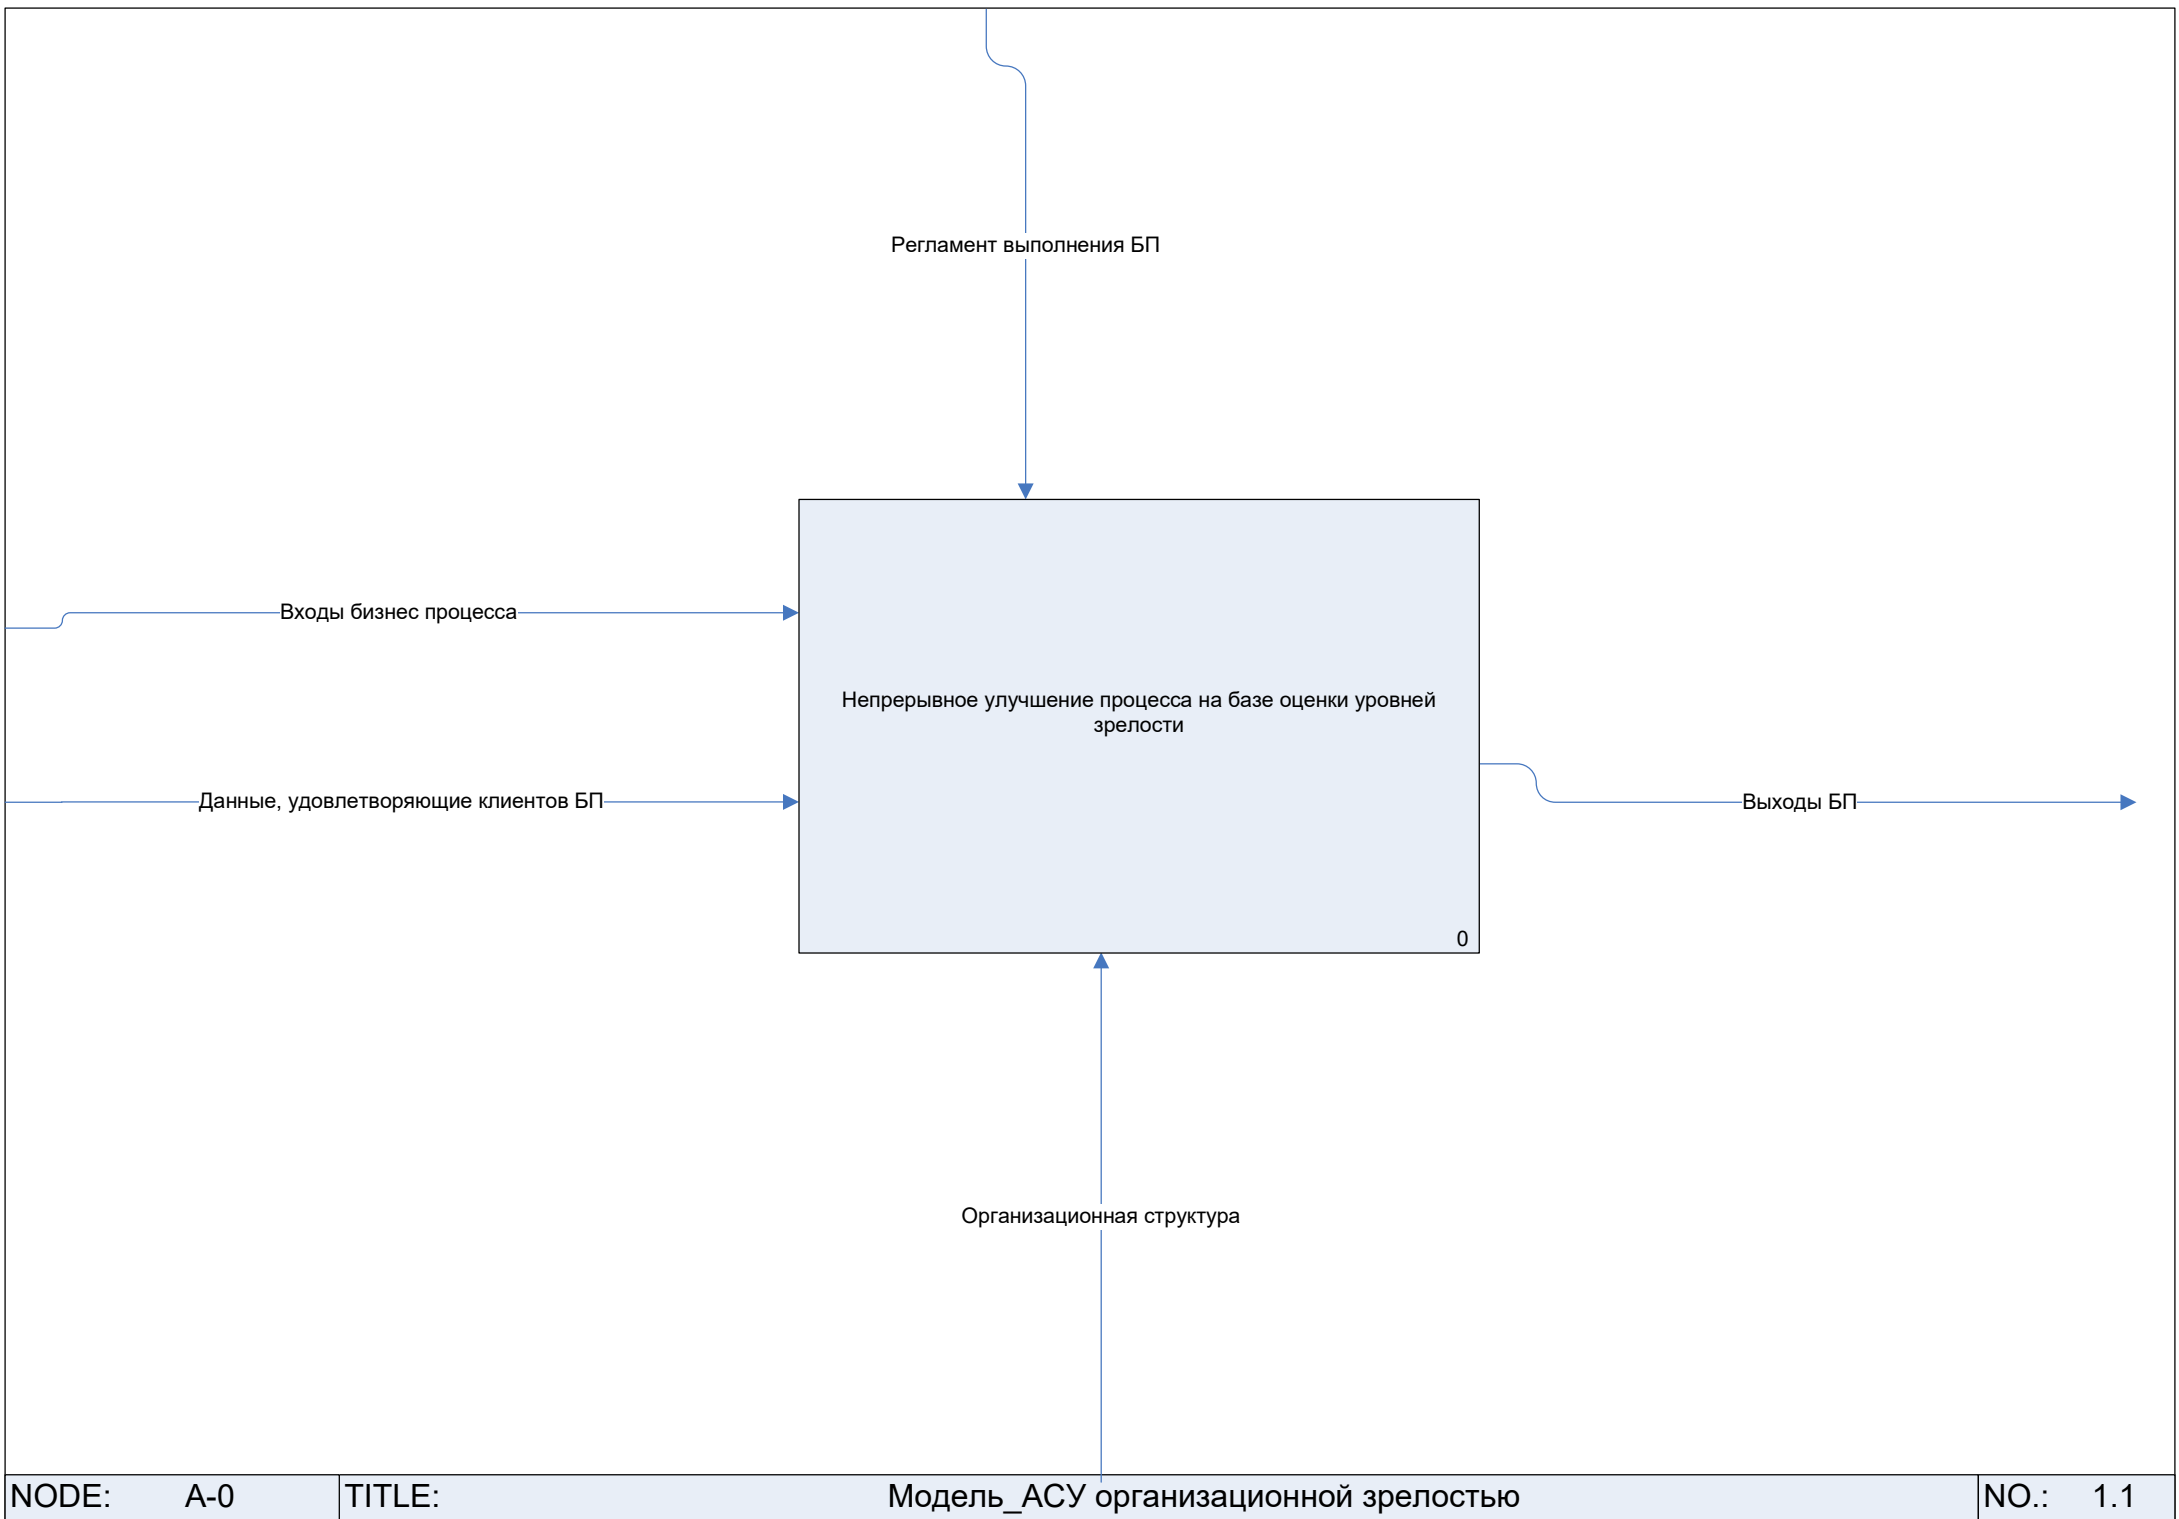 Регламент выполнения БП
Входы бизнес процесса
Непрерывное улучшение процесса на базе оценки уровней
зрелости
Данные, удовлетворяющие клиентов БП
Выходы БП
0
Организационная структура
NODE: A-0 TITLE: Модель_АСУ организационной зрелостью NO.: 1.1